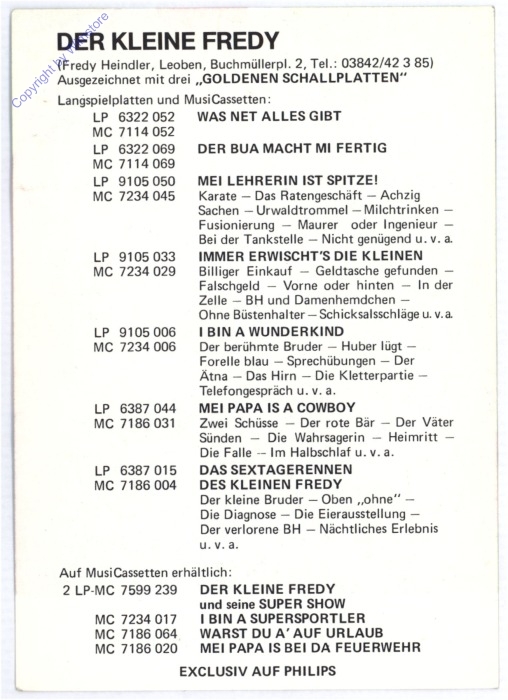 DER KLEINE FREDY
(Fredy Heindler, Leoben, Buchmüllerpl. 2, Tel.: 03842/42 3 85)
Ausgezeichnet mit drei „GOLDENEN SCHALLPLATTEN“
Langspielplatten und MusiCassetten:
LP 6322 052 WAS NET ALLES GIBT
MC 7114 052
LP 6322 069 DER BUA MACHT MI FERTIG
MC 7114 069
LP 9105 050 MEI LEHRERIN IST SPITZE!
MC 7234 045 Karate — Das Ratengeschäft — Achzig
Sachen — Urwaldtrommel — Milchtrinken —
Fusionierung — Maurer oder Ingenieur —
Bei der Tankstelle — Nicht genügend u. v. a.
LP 9105 033 IMMER ERWISCHT'S DIE KLEINEN
MC 7234 029 Billiger Einkauf — Geldtasche gefunden —
Falschgeld — Vorne oder hinten — In der
Zelle — BH und Damenhemdchen —
Ohne Büstenhalter — Schicksalsschläge u. v. a.
LP 9105 006 I BIN A WUNDERKIND
MC 7234 006 Der berühmte Bruder — Huber lügt —
Forelle blau — Sprechübungen — Der
Ätna — Das Hirn — Die Kletterpartie —
Telefongespräch u. v. a.
LP 6387 044 MEI PAPA IS A COWBOY
MC 7186 031 Zwei Schüsse — Der rote Bär — Der Väter
Sünden — Die Wahrsagerin — Heimritt —
Die Falle — Im Halbschlaf u. v. a.
LP 6387 015 DAS SEXTAGERENNEN
MC 7186 004 DES KLEINEN FREDY
Der kleine Bruder — Oben „ohne“ —
Die Diagnose — Die Eierausstellung —
Der verlorene BH — Nächtliches Erlebnis
u. v. a.
Auf MusiCassetten erhältlich:
2 LP-MC 7599 239 DER KLEINE FREDY
und seine SUPER SHOW
MC 7234 017 I BIN A SUPERSPORTLER
MC 7186 064 WARST DU A' AUF URLAUB
MC 7186 020 MEI PAPA IS BEI DA FEUERWEHR
EXCLUSIV AUF PHILIPS
Copyright by